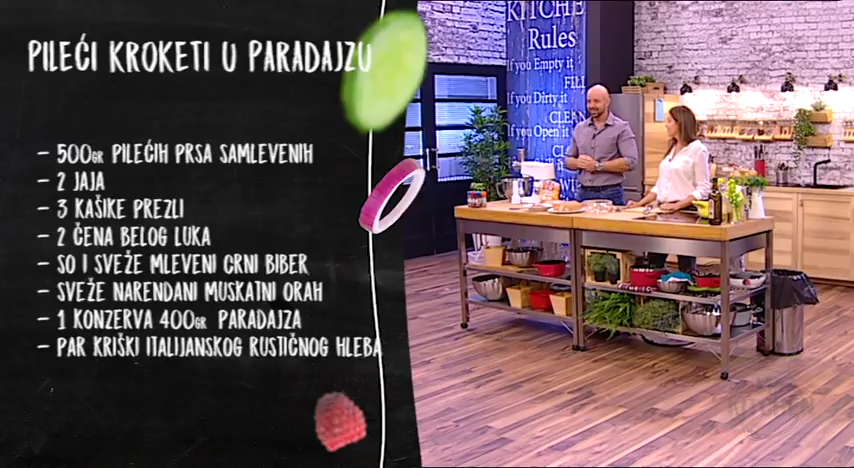 PILEĆI KROKETI U PARADAJZU
- 500GR PILEĆIH PRSA SAMLEVENIH
- 2 JAJA
- 3 KAŠIKE PREZLI
- 2 ČENA BELOG LUKA
- SO I SVEŽE MLEVENI CRNI BIBER
- SVEŽE NARENDANI MUSKATNI ORAH
- 1 KONZERVA 400GR PARADAJZA
- PAR KRIŠKI ITALIJANSKOG RUSTIČNOG HLEBA
KITCHEN
Rules
If you Empty it
FILL
If you Dirty it
CLEAN
If you Open it
KITCHEN